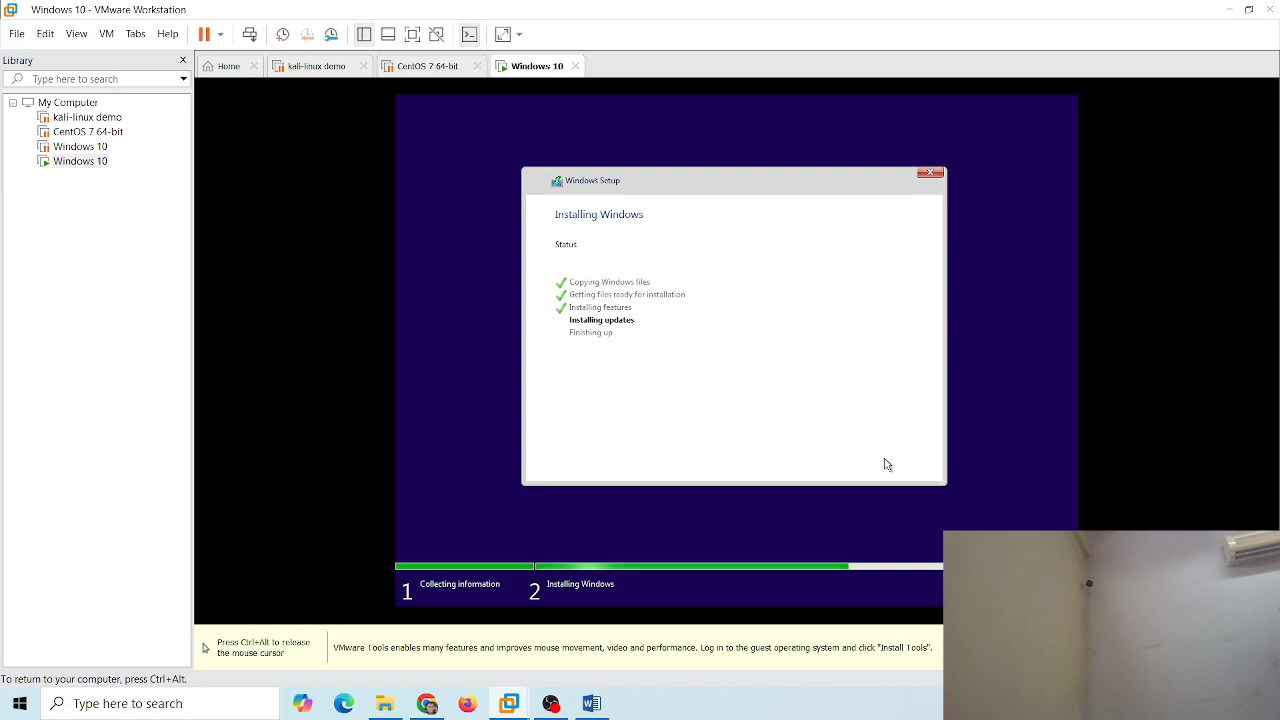 Windows 10 - VMware Workstation
File Edit View VM Tabs Help
Library
Type here to search
Home
kali-linux demo
CentOS 7 64-bit
Windows 10
My Computer
kali-linux demo
CentOS 7 64-bit
Windows 10
Windows 10
Windows Setup
Installing Windows
Status
Copying Windows files
Getting files ready for installation
Installing features
Installing updates
Finishing up
1 Collecting information
2 Installing Windows
Press Ctrl+Alt to release
the mouse cursor
VMware Tools enables many features and improves mouse movement, video and performance. Log in to the guest operating system and click "Install Tools".
To return to your computer, press Ctrl+Alt.
Type here to search